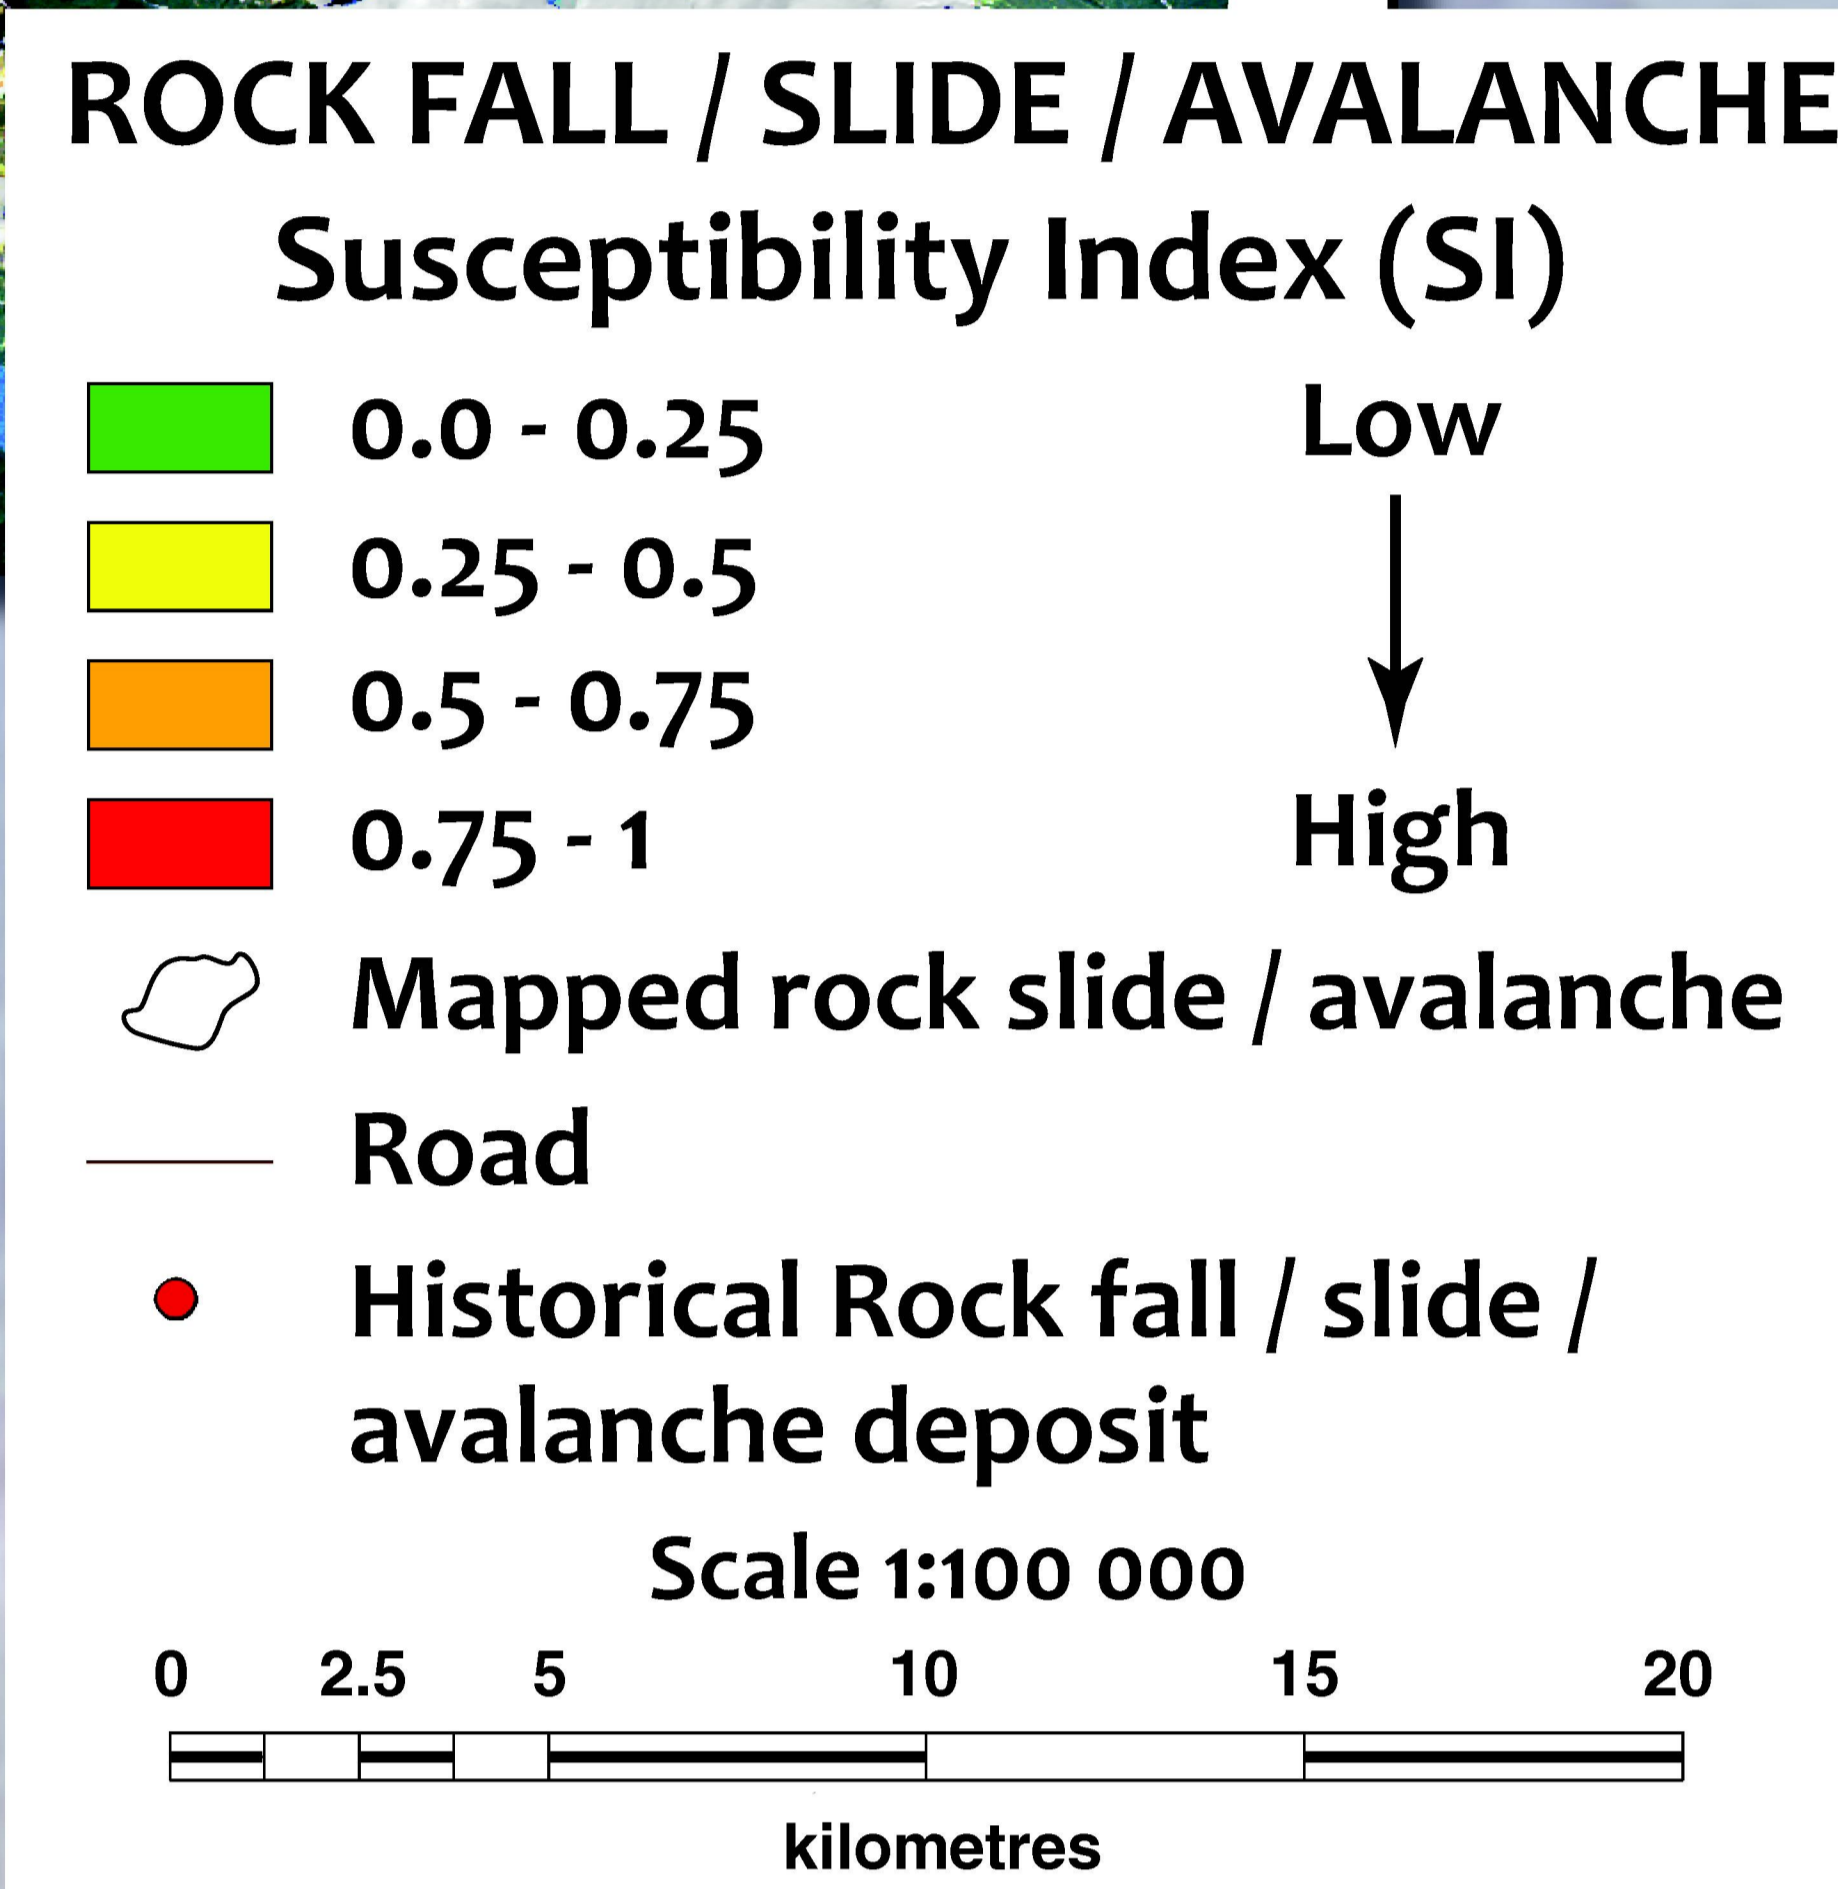 ROCK FALL / SLIDE / AVALANCHE
Susceptibility Index (SI)
0.0 - 0.25 Low
0.25 - 0.5
0.5 - 0.75
0.75 - 1 High
Mapped rock slide / avalanche
Road
Historical Rock fall / slide /
avalanche deposit
Scale 1:100 000
0 2.5 5 10 15 20
kilometres